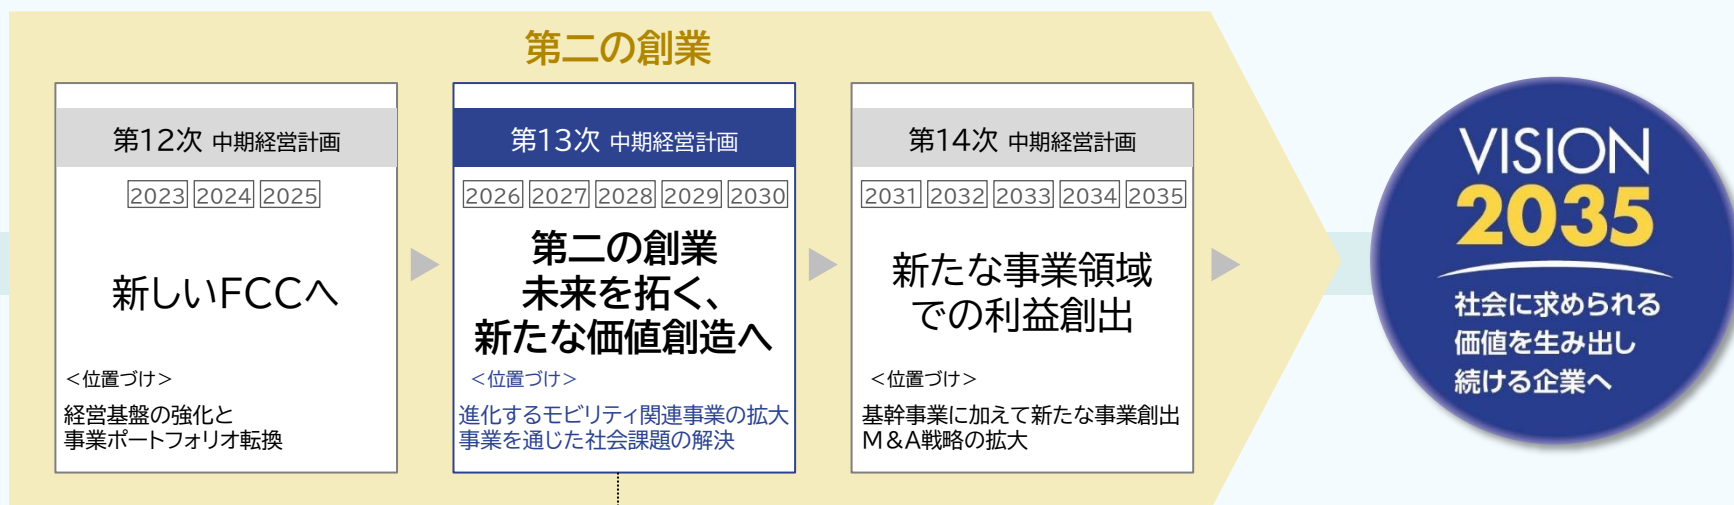 第二の創業
第12次 中期経営計画
2023 2024 2025
新しいFCCへ
<位置づけ>
経営基盤の強化と
事業ポートフォリオ転換
第13次 中期経営計画
2026 2027 2028 2029 2030
第二の創業
未来を拓く、
新たな価値創造へ
<位置づけ>
進化するモビリティ関連事業の拡大
事業を通じた社会課題の解決
第14次 中期経営計画
2031 2032 2033 2034 2035
新たな事業領域
での利益創出
<位置づけ>
基幹事業に加えて新たな事業創出
M&A戦略の拡大
VISION
2035
社会に求められる
価値を生み出し
続ける企業へ